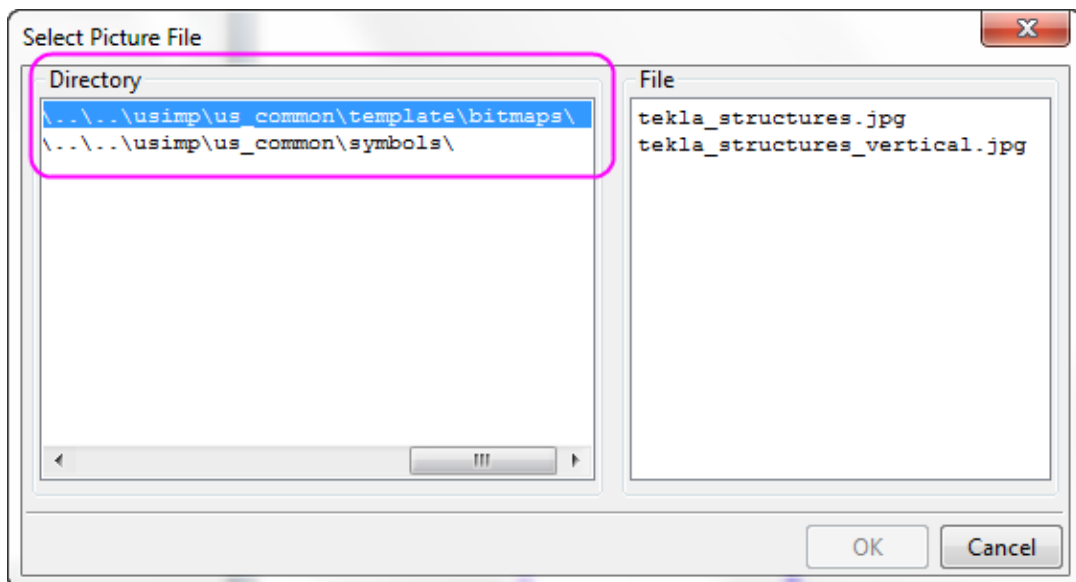 Select Picture File
Directory
\..\..\usimp\us_common\template\bitmaps\
\..\..\usimp\us_common\symbols\
File
tekla_structures.jpg
tekla_structures_vertical.jpg
OK
Cancel